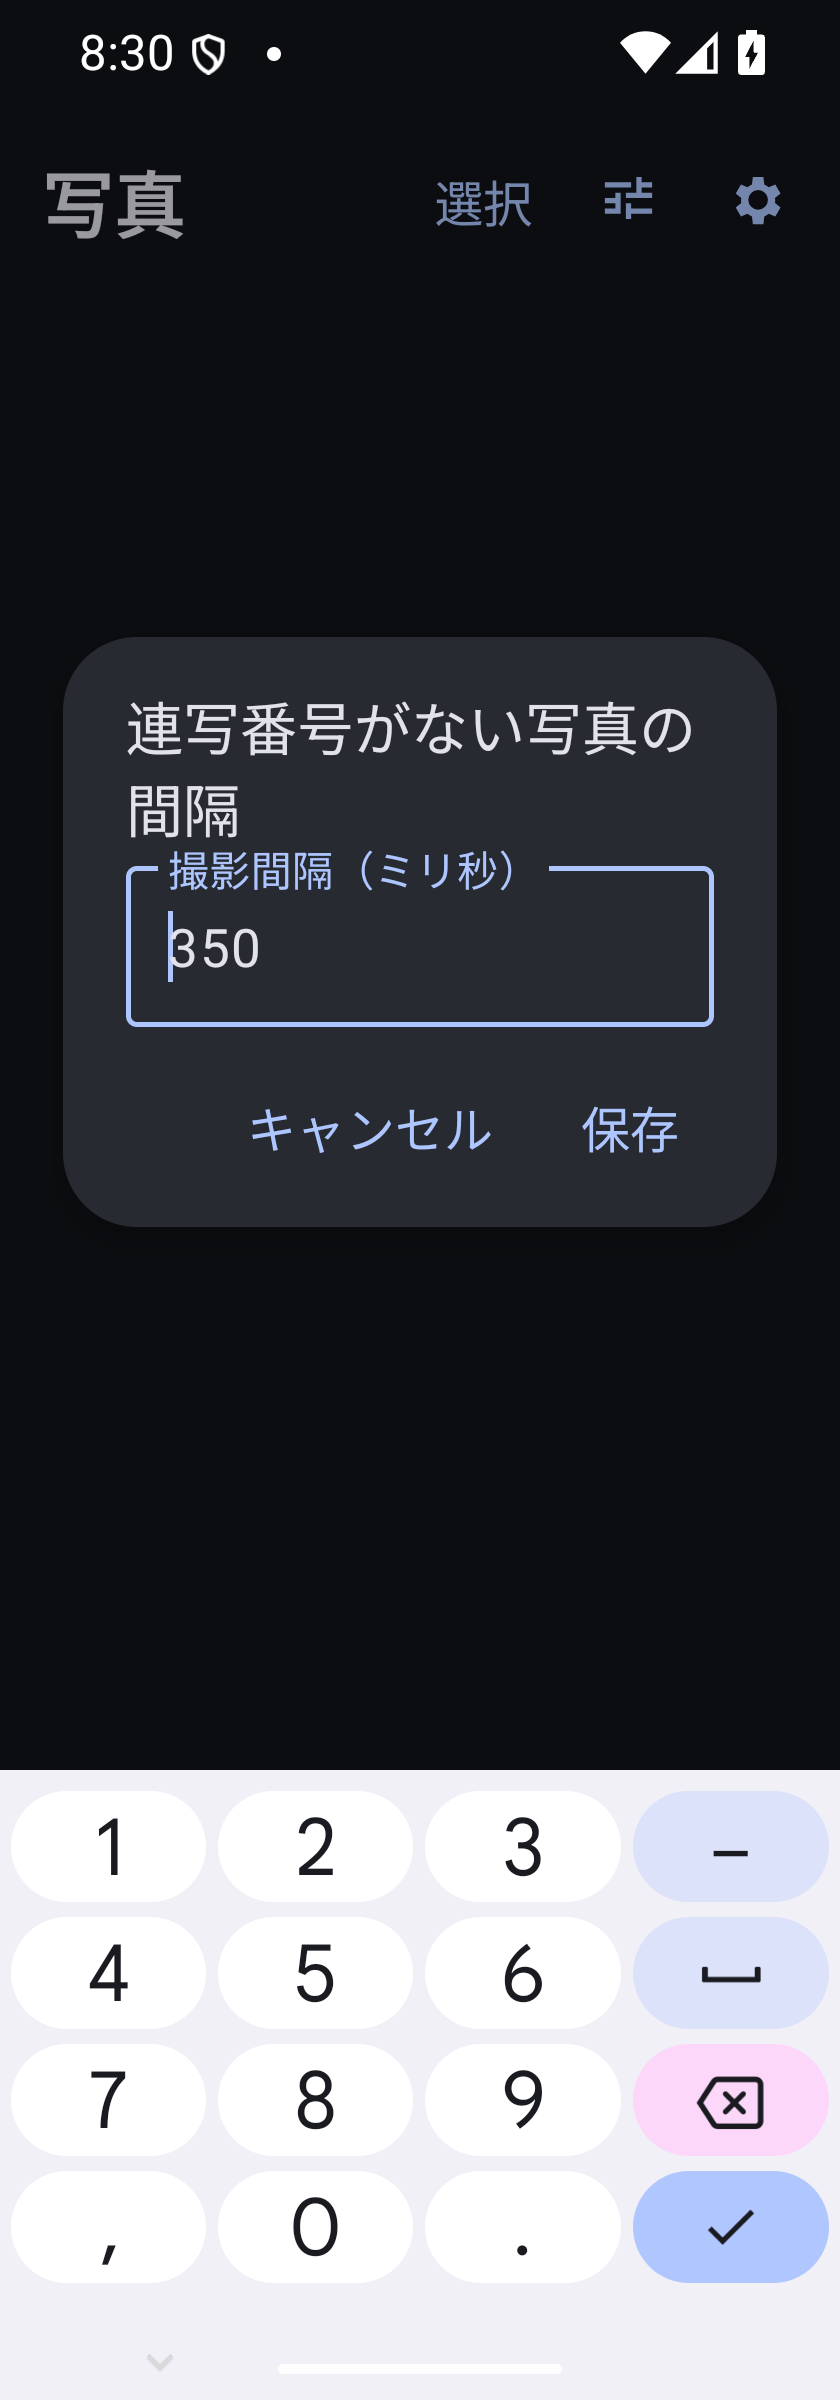 8:30
写真
選択
連写番号がない写真の
間隔
撮影間隔（ミリ秒）
350
キャンセル 保存
1 2 3 –
4 5 6
7 8 9
, 0 .